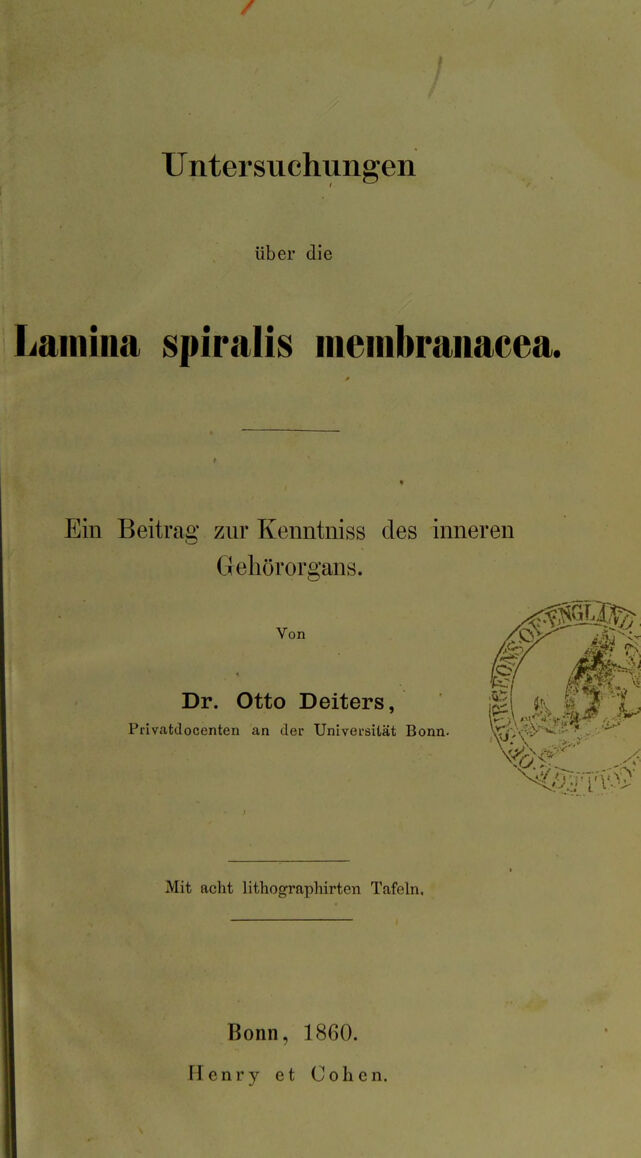 Untersuchungen
über die
Lamina spiralis membranacea.
Ein Beitrag zur Kenntniss des inneren
Gehörorgans.
Von
Dr. Otto Deiters,
Privatdocenten an der Universität Bonn.
Mit acht lithographirten Tafeln.
Bonn, 1860.
Henry et Cohen.